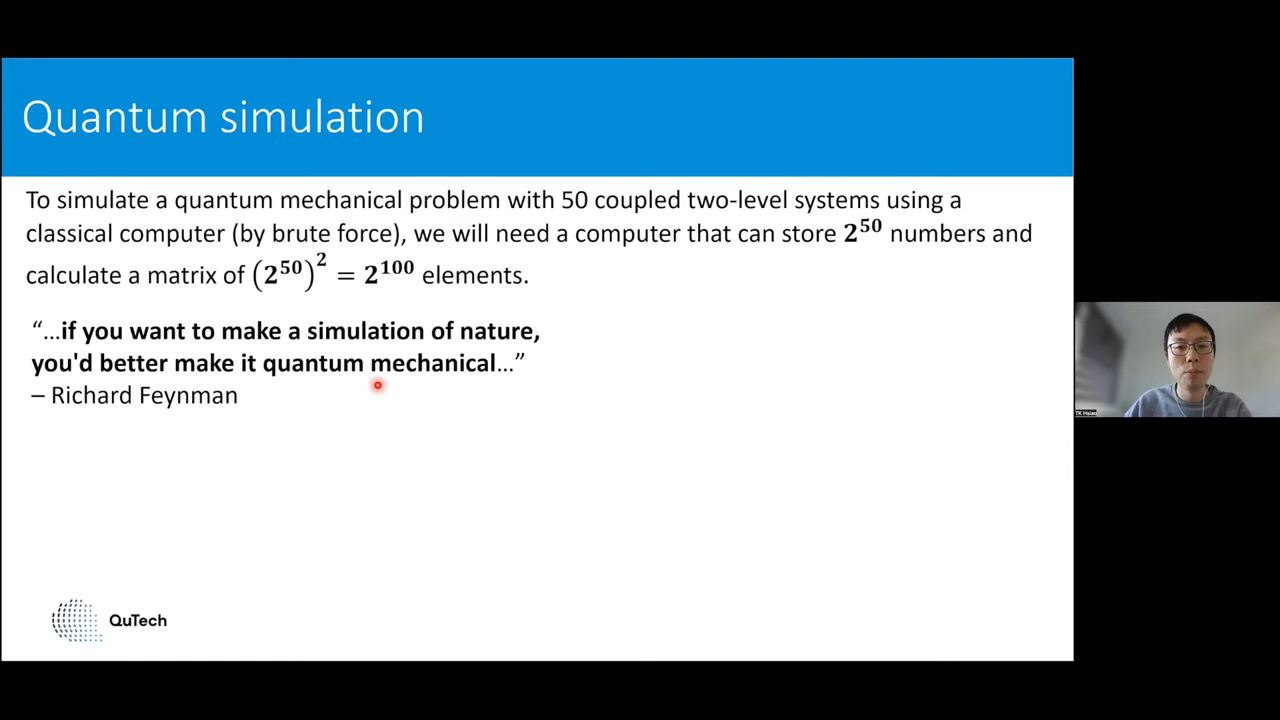 Quantum simulation
To simulate a quantum mechanical problem with 50 coupled two-level systems using a
classical computer (by brute force), we will need a computer that can store 2^50 numbers and
calculate a matrix of (2^50)^2 = 2^100 elements.
“…if you want to make a simulation of nature,
you'd better make it quantum mechanical…”
– Richard Feynman
TK Hsiao
QuTech